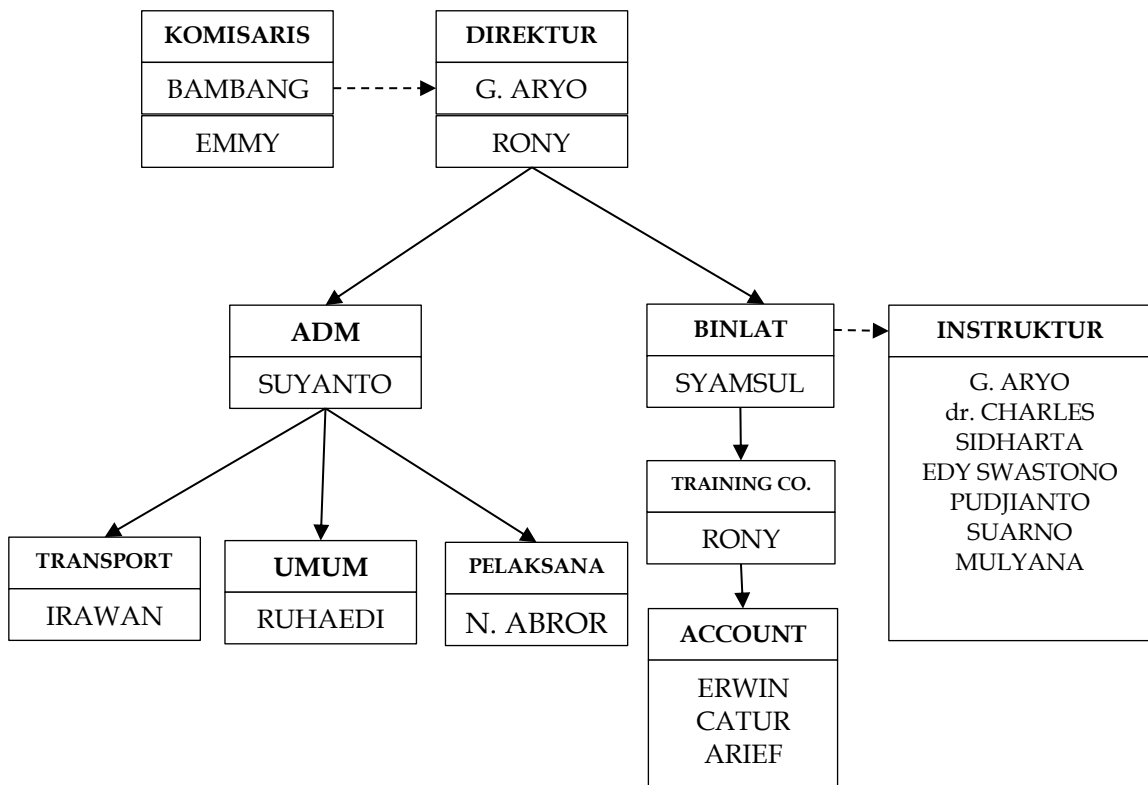 KOMISARIS
BAMBANG
EMMY
DIREKTUR
G. ARYO
RONY
ADM
SUYANTO
BINLAT
SYAMSUL
INSTRUKTUR
G. ARYO
dr. CHARLES
SIDHARTA
EDY SWASTONO
PUDJIANTO
SUARNO
MULYANA
TRAINING CO.
RONY
TRANSPORT
IRAWAN
UMUM
RUHAEDI
PELAKSANA
N. ABROR
ACCOUNT
ERWIN
CATUR
ARIEF